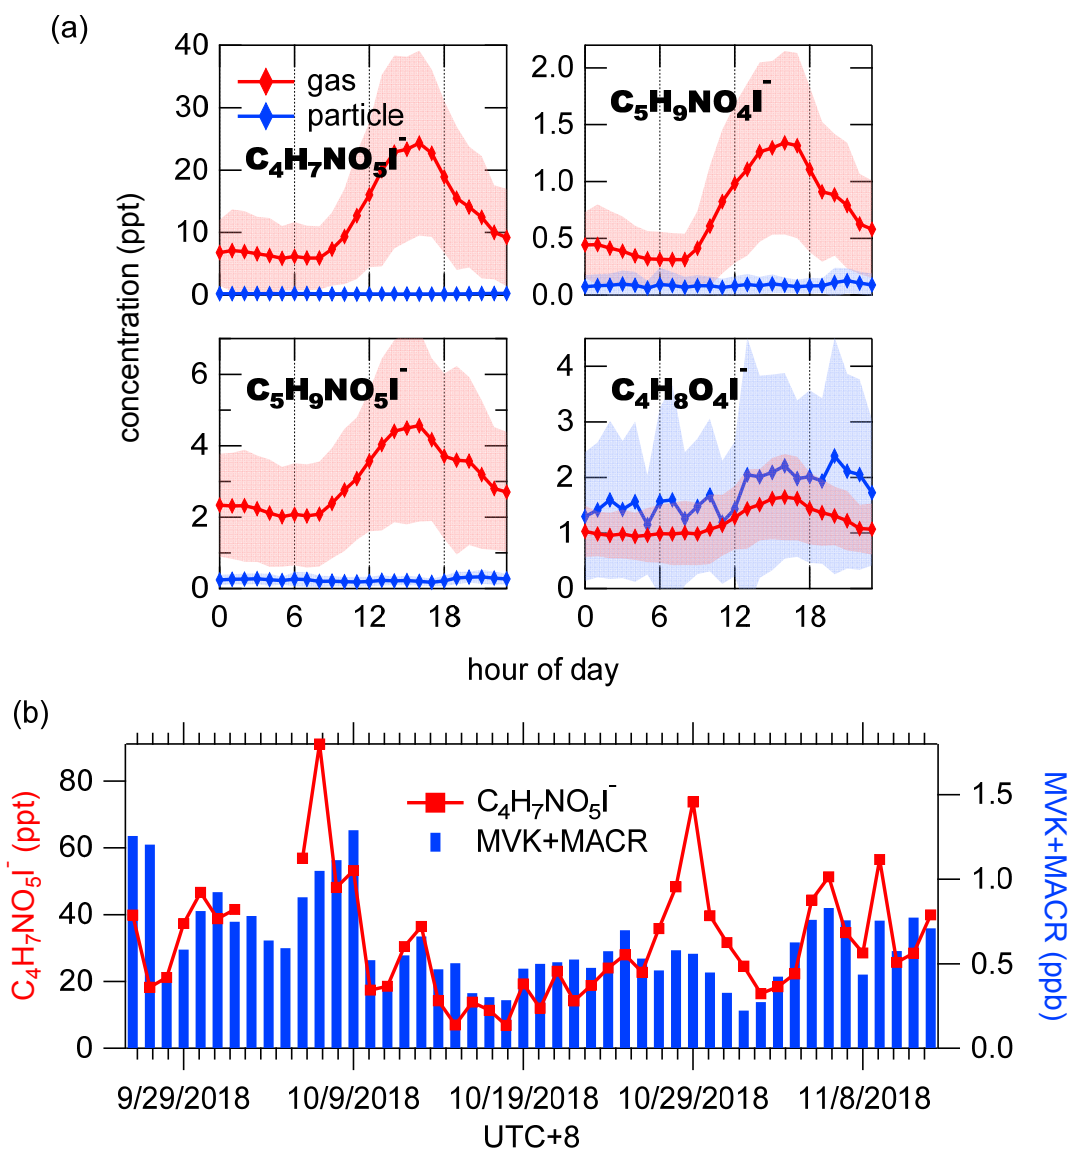 (a)
concentration (ppt)
40
30
20
10
0
gas
particle
C₄H₇NO₅I⁻
2.0
1.5
1.0
0.5
0.0
C₅H₉NO₄I⁻
6
4
2
0
C₅H₉NO₅I⁻
0 6 12 18
4
3
2
1
0
C₄H₈O₄I⁻
0 6 12 18
hour of day
(b)
C₄H₇NO₅I⁻ (ppt)
80
60
40
20
0
C₄H₇NO₅I⁻
MVK+MACR
1.5
1.0
0.5
0.0
MVK+MACR (ppb)
9/29/2018 10/9/2018 10/19/2018 10/29/2018 11/8/2018
UTC+8